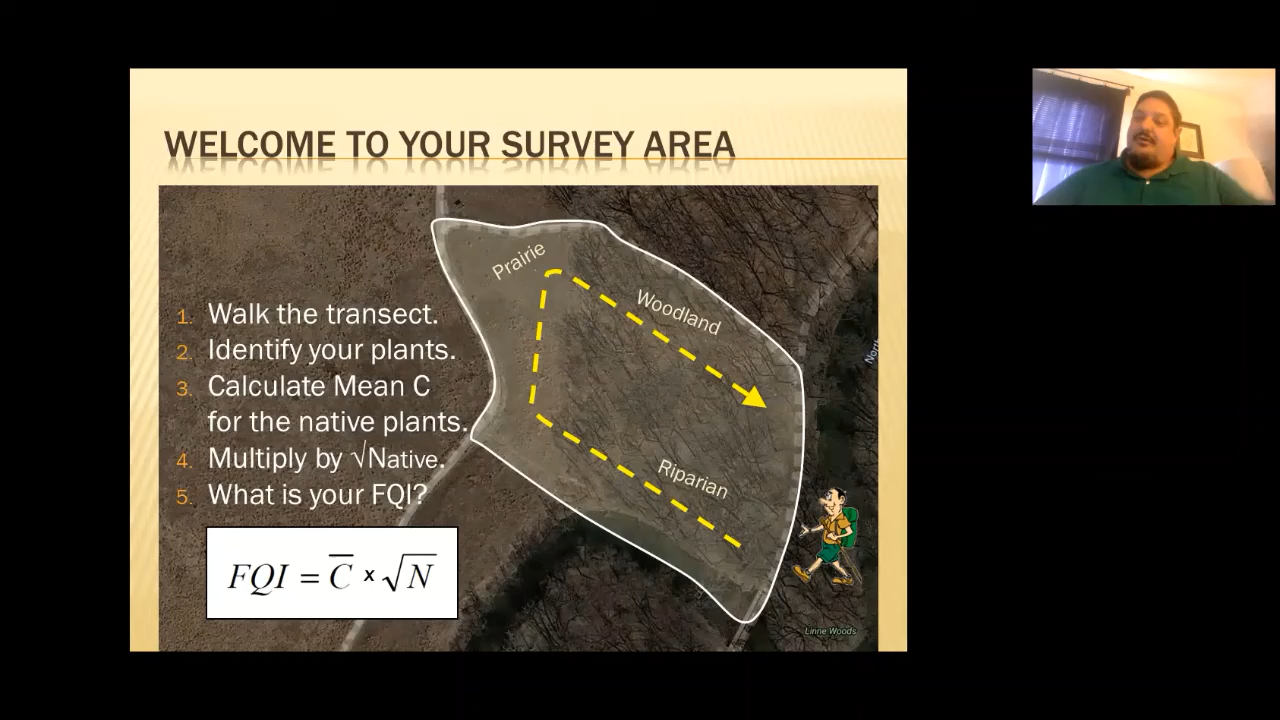 WELCOME TO YOUR SURVEY AREA
Prairie
Woodland
1. Walk the transect.
2. Identify your plants.
3. Calculate Mean C
for the native plants.
4. Multiply by √Native.
5. What is your FQI?
Riparian
North
FQI = C̅ x √N
Linne Woods